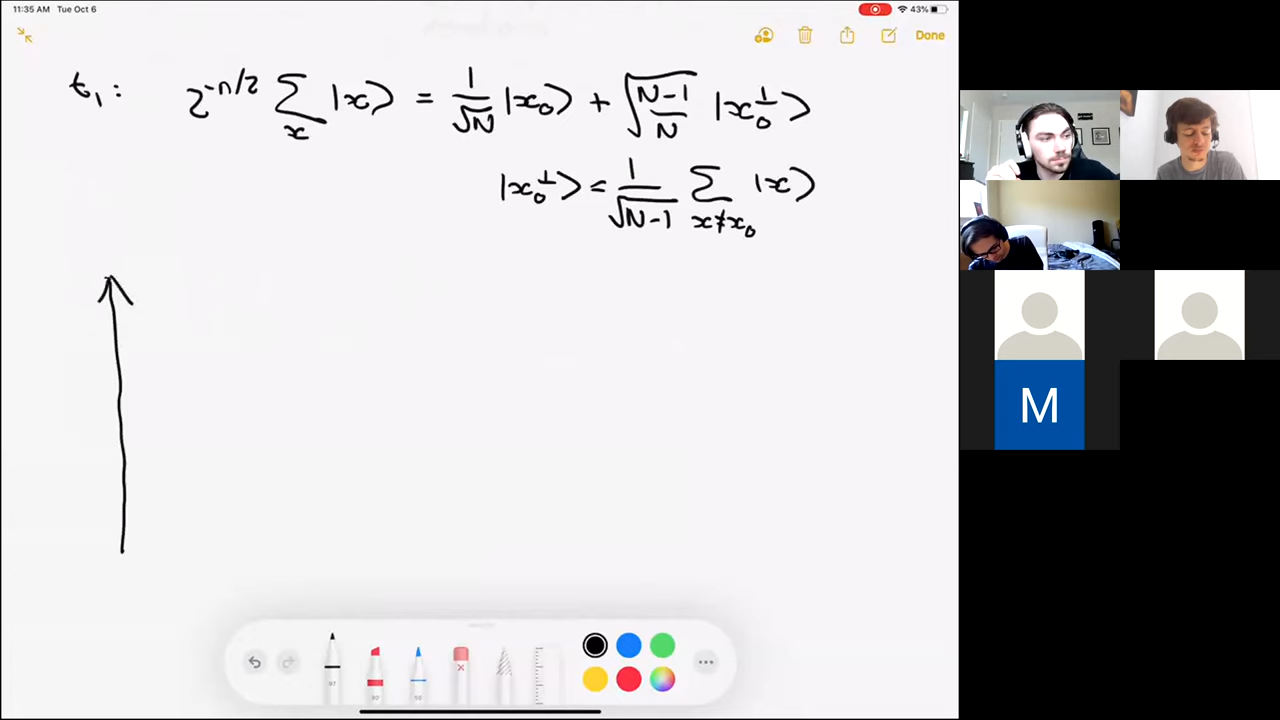 11:35 AM Tue Oct 6
43%
Done
t₁ : 2^{-n/2} ∑_x |x⟩ = 1/√N |x₀⟩ + √((N-1)/N) |x₀^⊥⟩
|x₀^⊥⟩ = 1/√(N-1) ∑_{x≠x₀} |x⟩
M